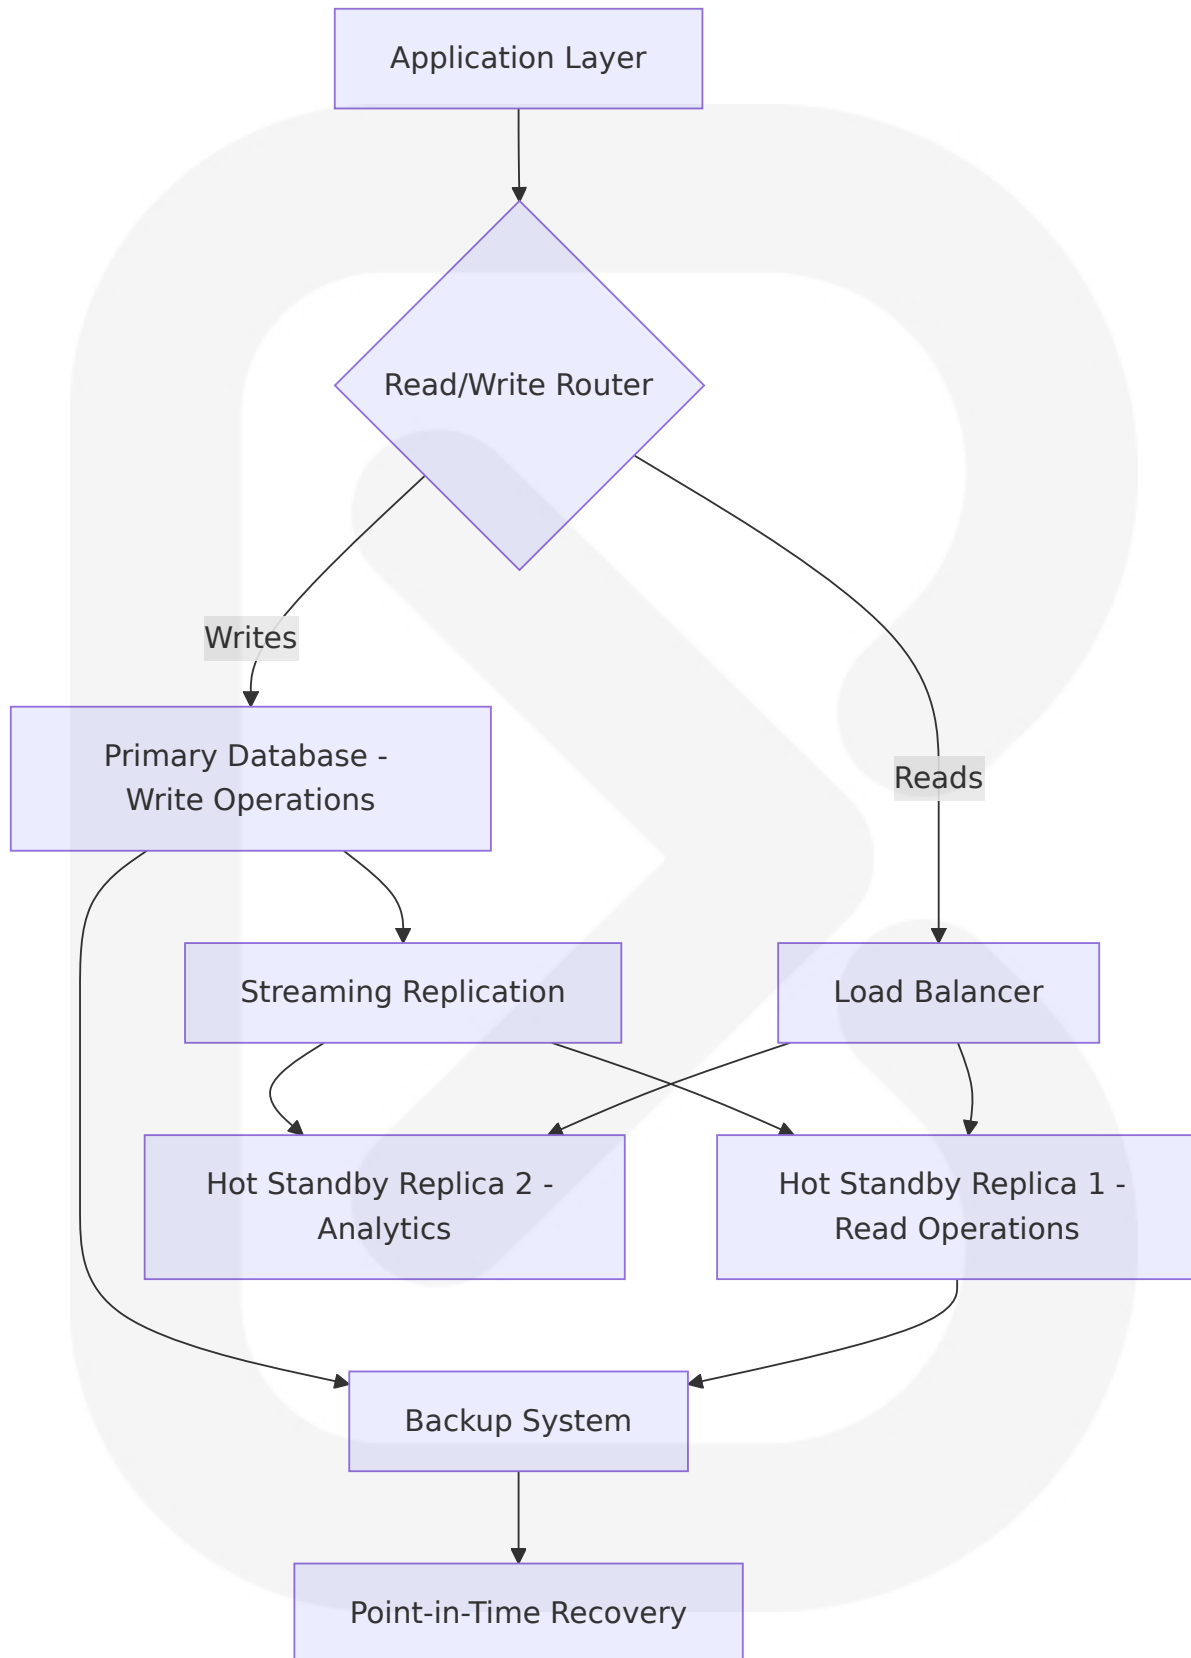 Application Layer
Read/Write Router
Writes
Primary Database -
Write Operations
Reads
Streaming Replication
Load Balancer
Hot Standby Replica 2 -
Analytics
Hot Standby Replica 1 -
Read Operations
Backup System
Point-in-Time Recovery